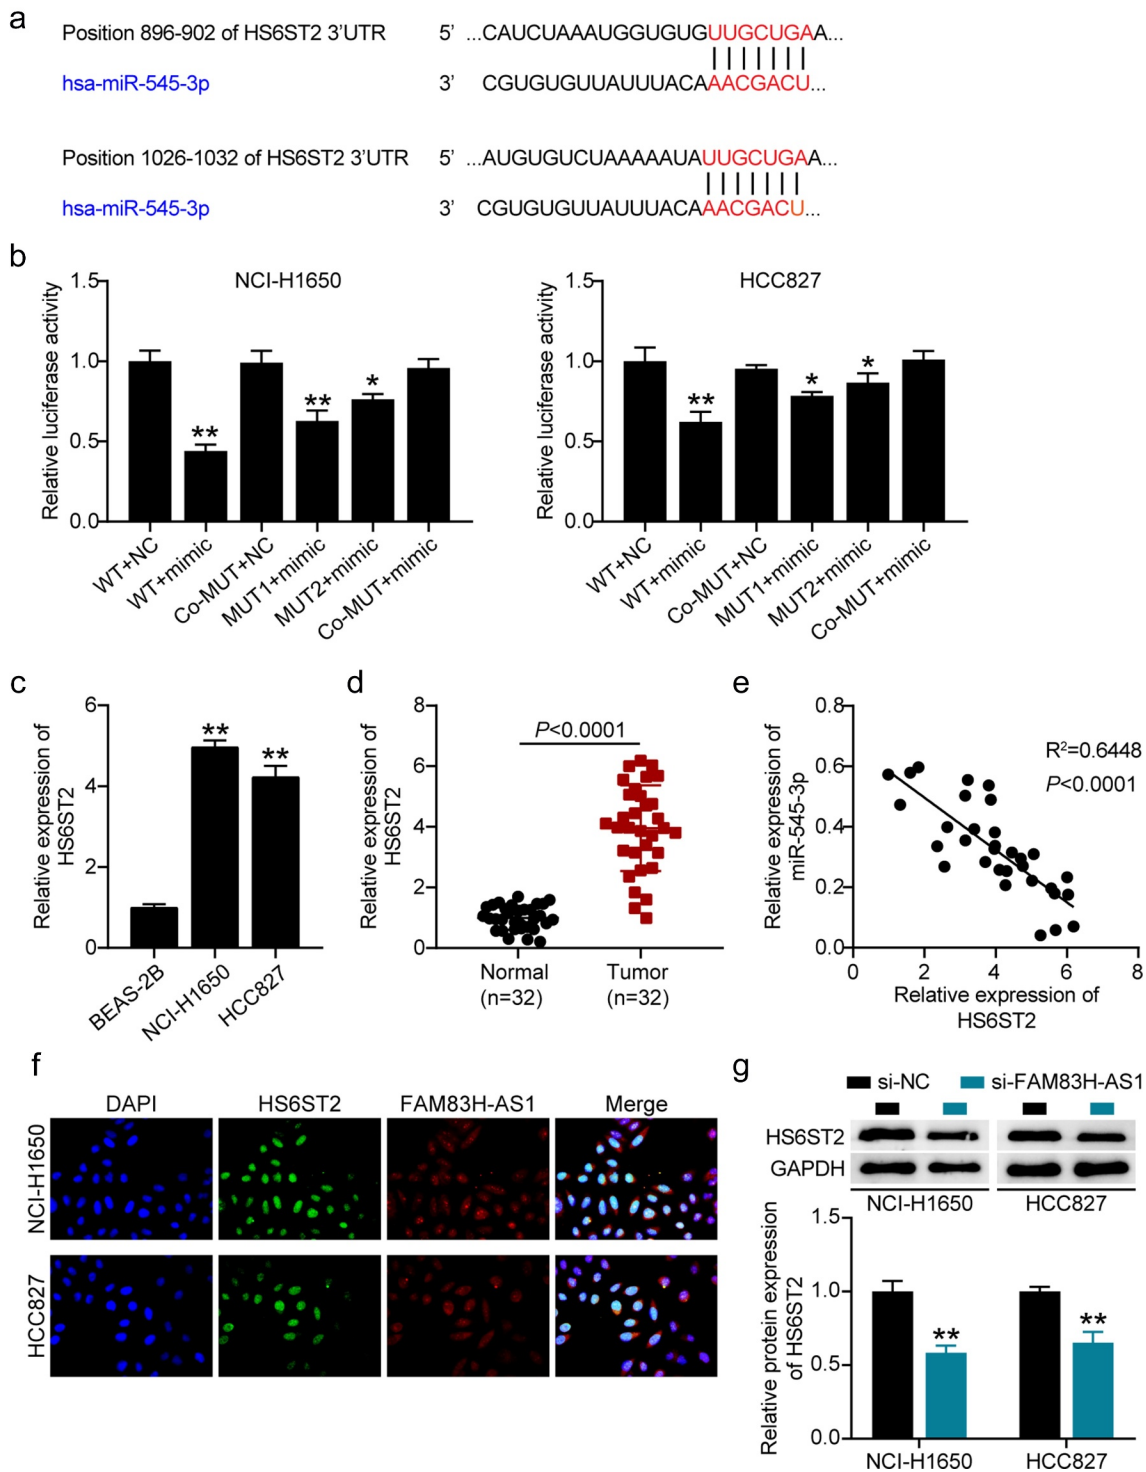 a
Position 896-902 of HS6ST2 3’UTR 5’ ...CAUCUAAAUGGUGUGUUGCUGAA...
hsa-miR-545-3p 3’ CGUGUGUUAUUUACAAACGACU...
Position 1026-1032 of HS6ST2 3’UTR 5’ ...AUGUGUCUAAAAAUAUUGCUGAA...
hsa-miR-545-3p 3’ CGUGUGUUAUUUACAAACGACU...
b
NCI-H1650
Relative luciferase activity
1.5
1.0
0.5
0.0
**
**
*
WT+NC
WT+mimic
Co-MUT+NC
MUT1+mimic
MUT2+mimic
Co-MUT+mimic
HCC827
Relative luciferase activity
1.5
1.0
0.5
0.0
**
*
*
WT+NC
WT+mimic
Co-MUT+NC
MUT1+mimic
MUT2+mimic
Co-MUT+mimic
c
Relative expression of
HS6ST2
6
4
2
0
**
**
BEAS-2B
NCI-H1650
HCC827
d
Relative expression of
HS6ST2
8
6
4
2
0
P<0.0001
Normal
(n=32)
Tumor
(n=32)
e
Relative expression of
miR-545-3p
0.8
0.6
0.4
0.2
0.0
R²=0.6448
P<0.0001
0 2 4 6 8
Relative expression of
HS6ST2
f
DAPI HS6ST2 FAM83H-AS1 Merge
NCI-H1650
HCC827
g
si-NC si-FAM83H-AS1
HS6ST2
GAPDH
NCI-H1650 HCC827
Relative protein expression
of HS6ST2
1.5
1.0
0.5
0.0
**
**
NCI-H1650 HCC827